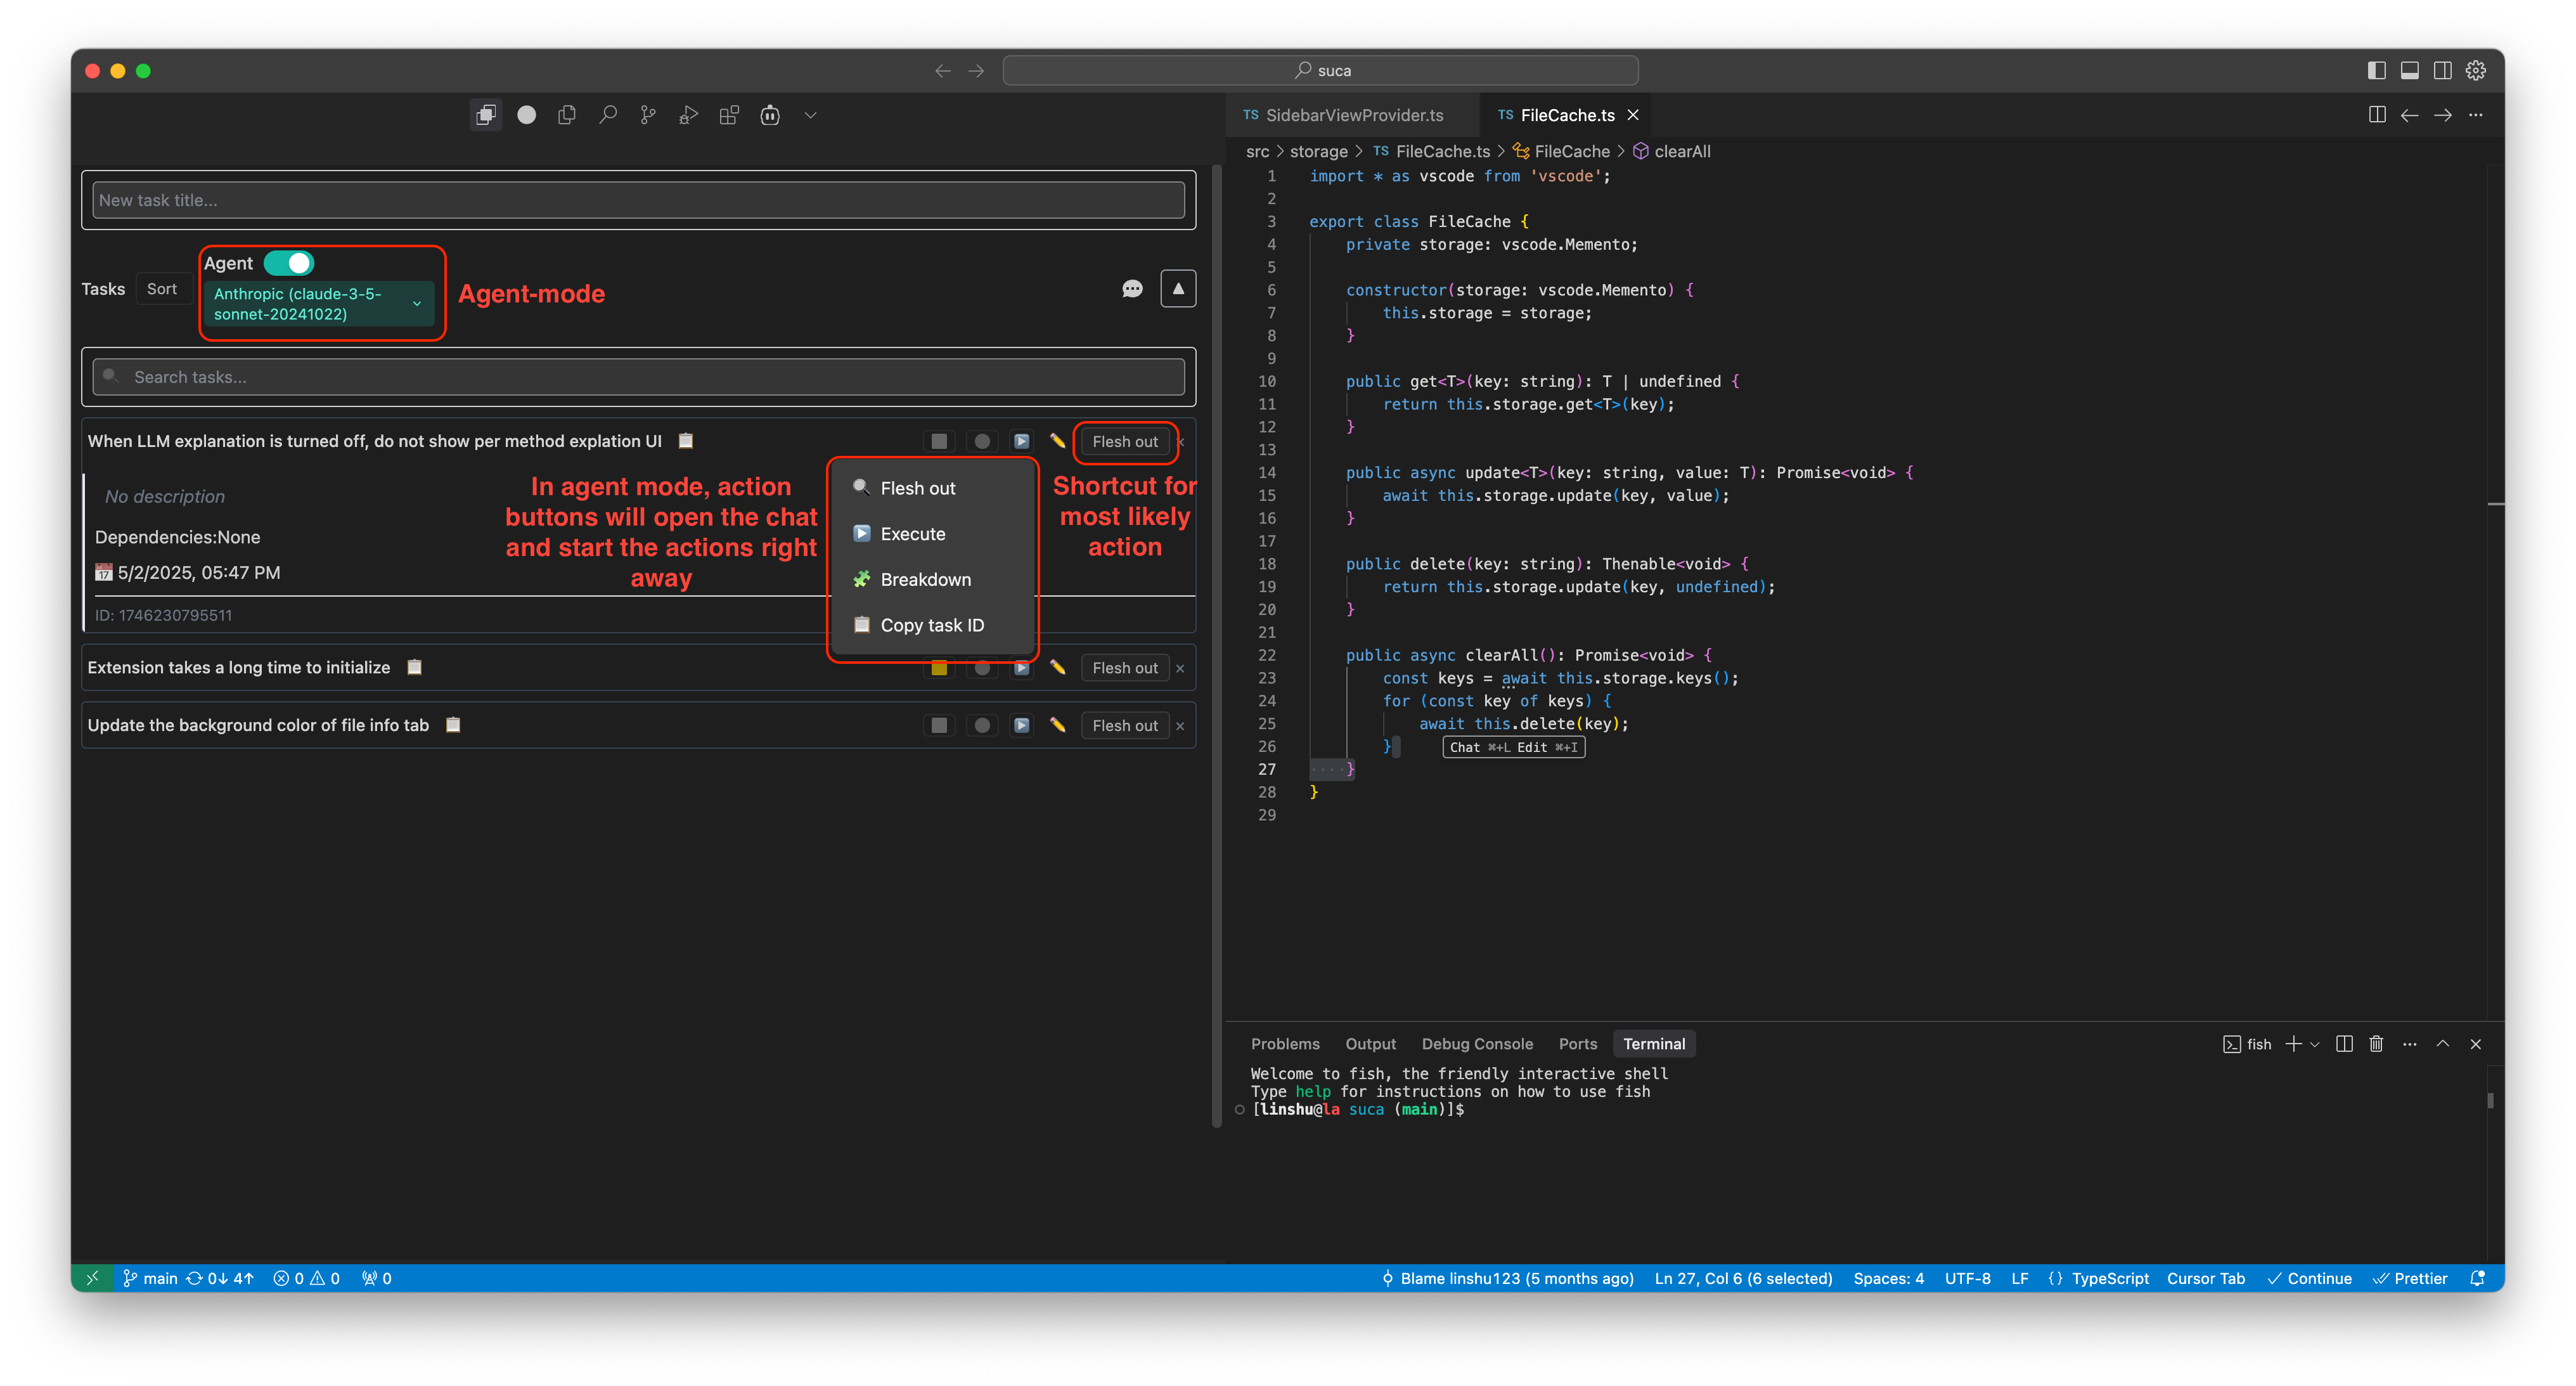 suca
New task title...
Tasks
Sort
Agent
Anthropic (claude-3-5-
sonnet-20241022)
Agent-mode
Search tasks...
When LLM explanation is turned off, do not show per method explation UI
Flesh out
×
No description
Dependencies:None
17 5/2/2025, 05:47 PM
ID: 1746230795511
In agent mode, action
buttons will open the chat
and start the actions right
away
Flesh out
Execute
Breakdown
Copy task ID
Shortcut for
most likely
action
Extension takes a long time to initialize
Flesh out ×
Update the background color of file info tab
Flesh out ×
TS SidebarViewProvider.ts
TS FileCache.ts
src > storage > TS FileCache.ts > FileCache > clearAll
1 import * as vscode from 'vscode';
2
3 export class FileCache {
4 private storage: vscode.Memento;
5
6 constructor(storage: vscode.Memento) {
7 this.storage = storage;
8 }
9
10 public get<T>(key: string): T | undefined {
11 return this.storage.get<T>(key);
12 }
13
14 public async update<T>(key: string, value: T): Promise<void> {
15 await this.storage.update(key, value);
16 }
17
18 public delete(key: string): Thenable<void> {
19 return this.storage.update(key, undefined);
20 }
21
22 public async clearAll(): Promise<void> {
23 const keys = await this.storage.keys();
24 for (const key of keys) {
25 await this.delete(key);
26 } Chat ⌘+L Edit ⌘+I
27 ····}
28 }
29
Problems Output Debug Console Ports Terminal
fish
Welcome to fish, the friendly interactive shell
Type help for instructions on how to use fish
[linshu@la suca (main)]$
main 0↓ 4↑ 0 0 0
Blame linshu123 (5 months ago) Ln 27, Col 6 (6 selected) Spaces: 4 UTF-8 LF {} TypeScript Cursor Tab Continue Prettier